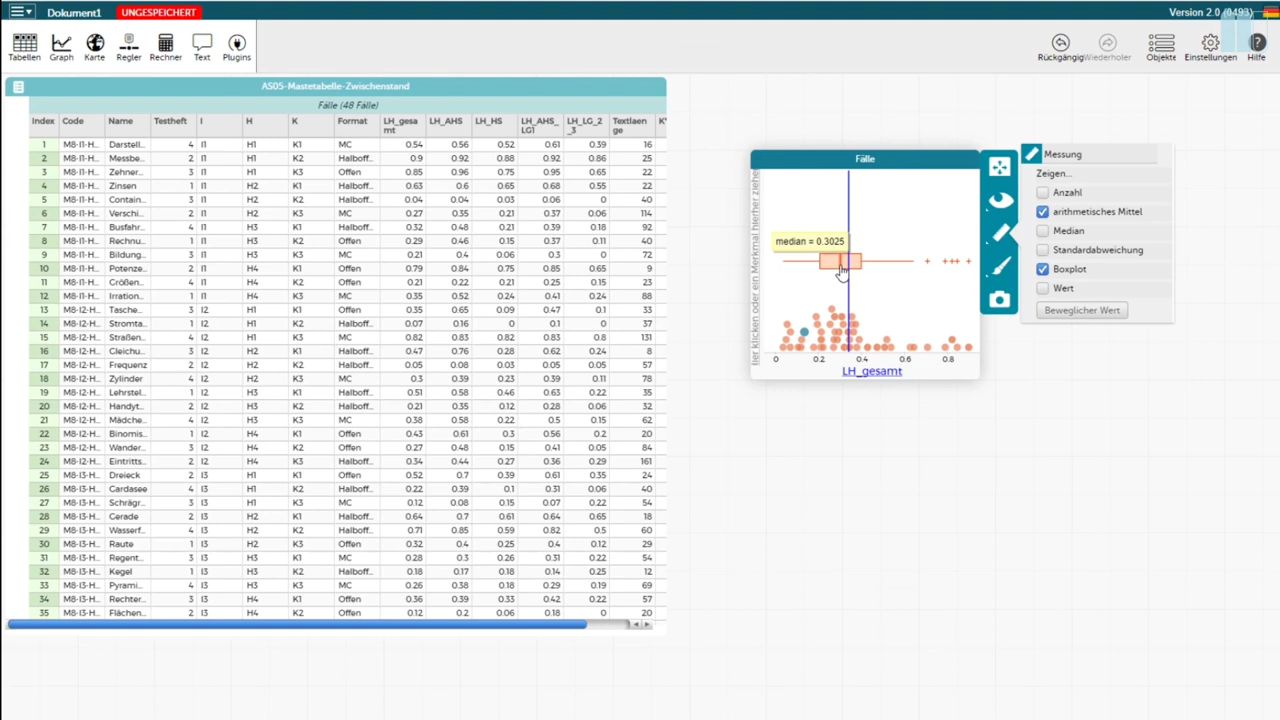 Dokument1 UNGESPEICHERT Version 2.0 (0493)
Tabellen Graph Karte Regler Rechner Text Plugins Rückgängig Wiederholer Objekte Einstellungen Hilfe
AS05-Mastetabelle-Zwischenstand
Fälle (48 Fälle)
Index Code Name Testheft I H K Format LH_gesamt LH_AHS LH_HS LH_AHS_LG1 LH_LG_2_3 Textlaenge
1 M8-I1-H... Darstell... 4 I1 H1 K1 MC 0.54 0.56 0.52 0.61 0.39 16
2 M8-I1-H... Messbe... 2 I1 H1 K2 Halboff... 0.9 0.92 0.88 0.92 0.86 25
3 M8-I1-H... Zehner... 3 I1 H1 K3 Offen 0.85 0.96 0.75 0.95 0.65 22
4 M8-I1-H... Zinsen 1 I1 H2 K1 Halboff... 0.63 0.6 0.65 0.68 0.55 22
5 M8-I1-H... Contain... 3 I1 H2 K2 Offen 0.04 0.04 0.03 0.06 0 40
6 M8-I1-H... Verschi... 2 I1 H2 K3 MC 0.27 0.35 0.21 0.37 0.06 114
7 M8-I1-H... Busfahr... 4 I1 H3 K1 Halboff... 0.32 0.48 0.21 0.39 0.18 92
8 M8-I1-H... Rechnu... 1 I1 H3 K2 Offen 0.29 0.46 0.15 0.37 0.11 40
9 M8-I1-H... Bildung... 3 I1 H3 K3 MC 0.21 0.4 0.06 0.3 0 72
10 M8-I1-H... Potenze... 2 I1 H4 K1 Offen 0.79 0.84 0.75 0.85 0.65 9
11 M8-I1-H... Größen... 4 I1 H4 K2 Halboff... 0.21 0.22 0.21 0.25 0.15 23
12 M8-I1-H... Irration... 1 I1 H4 K3 MC 0.35 0.52 0.24 0.41 0.24 88
13 M8-I2-H... Tasche... 3 I2 H1 K1 Offen 0.35 0.65 0.09 0.47 0.1 33
14 M8-I2-H... Stromta... 1 I2 H1 K2 Halboff... 0.07 0.16 0 0.1 0 37
15 M8-I2-H... Straßen... 4 I2 H1 K3 MC 0.82 0.83 0.82 0.83 0.8 131
16 M8-I2-H... Gleichu... 3 I2 H2 K1 Halboff... 0.47 0.76 0.28 0.62 0.24 8
17 M8-I2-H... Frequenz 2 I2 H2 K2 Halboff... 0.05 0.08 0.03 0.05 0.05 57
18 M8-I2-H... Zylinder 4 I2 H2 K3 MC 0.3 0.39 0.23 0.39 0.11 78
19 M8-I2-H... Lehrstel... 1 I2 H3 K1 Halboff... 0.51 0.58 0.46 0.63 0.22 35
20 M8-I2-H... Handyt... 2 I2 H3 K2 Halboff... 0.21 0.35 0.12 0.28 0.06 32
21 M8-I2-H... Mädche... 4 I2 H3 K3 MC 0.38 0.58 0.22 0.5 0.15 62
22 M8-I2-H... Binomis... 1 I2 H4 K1 Offen 0.43 0.61 0.3 0.56 0.2 20
23 M8-I2-H... Wander... 3 I2 H4 K2 Offen 0.27 0.48 0.15 0.41 0.05 84
24 M8-I2-H... Eintritts... 2 I2 H4 K3 Halboff... 0.34 0.44 0.27 0.36 0.29 161
25 M8-I3-H... Dreieck 2 I3 H1 K1 Offen 0.52 0.7 0.39 0.61 0.35 24
26 M8-I3-H... Gardasee 4 I3 H1 K2 Halboff... 0.22 0.39 0.1 0.31 0.06 40
27 M8-I3-H... Schrägr... 3 I3 H1 K3 MC 0.12 0.08 0.15 0.07 0.22 54
28 M8-I3-H... Gerade 2 I3 H2 K1 Offen 0.64 0.7 0.61 0.64 0.65 18
29 M8-I3-H... Wasserf... 4 I3 H2 K2 Halboff... 0.71 0.85 0.59 0.82 0.5 60
30 M8-I3-H... Raute 1 I3 H2 K3 Offen 0.32 0.4 0.25 0.4 0.12 29
31 M8-I3-H... Regent... 3 I3 H3 K1 MC 0.28 0.3 0.26 0.31 0.22 54
32 M8-I3-H... Kegel 1 I3 H3 K2 Halboff... 0.18 0.17 0.18 0.14 0.25 12
33 M8-I3-H... Pyrami... 4 I3 H3 K3 MC 0.26 0.38 0.18 0.29 0.19 69
34 M8-I3-H... Rechter... 3 I3 H4 K1 Offen 0.36 0.39 0.33 0.42 0.22 57
35 M8-I3-H... Flächen... 2 I3 H4 K2 Offen 0.12 0.2 0.06 0.18 0 20
Fälle
klicken oder ein Merkmal hierher ziehen
median = 0.3025
0 0.2 0.4 0.6 0.8
LH_gesamt
Messung
Zeigen...
Anzahl
arithmetisches Mittel
Median
Standardabweichung
Boxplot
Wert
Beweglicher Wert